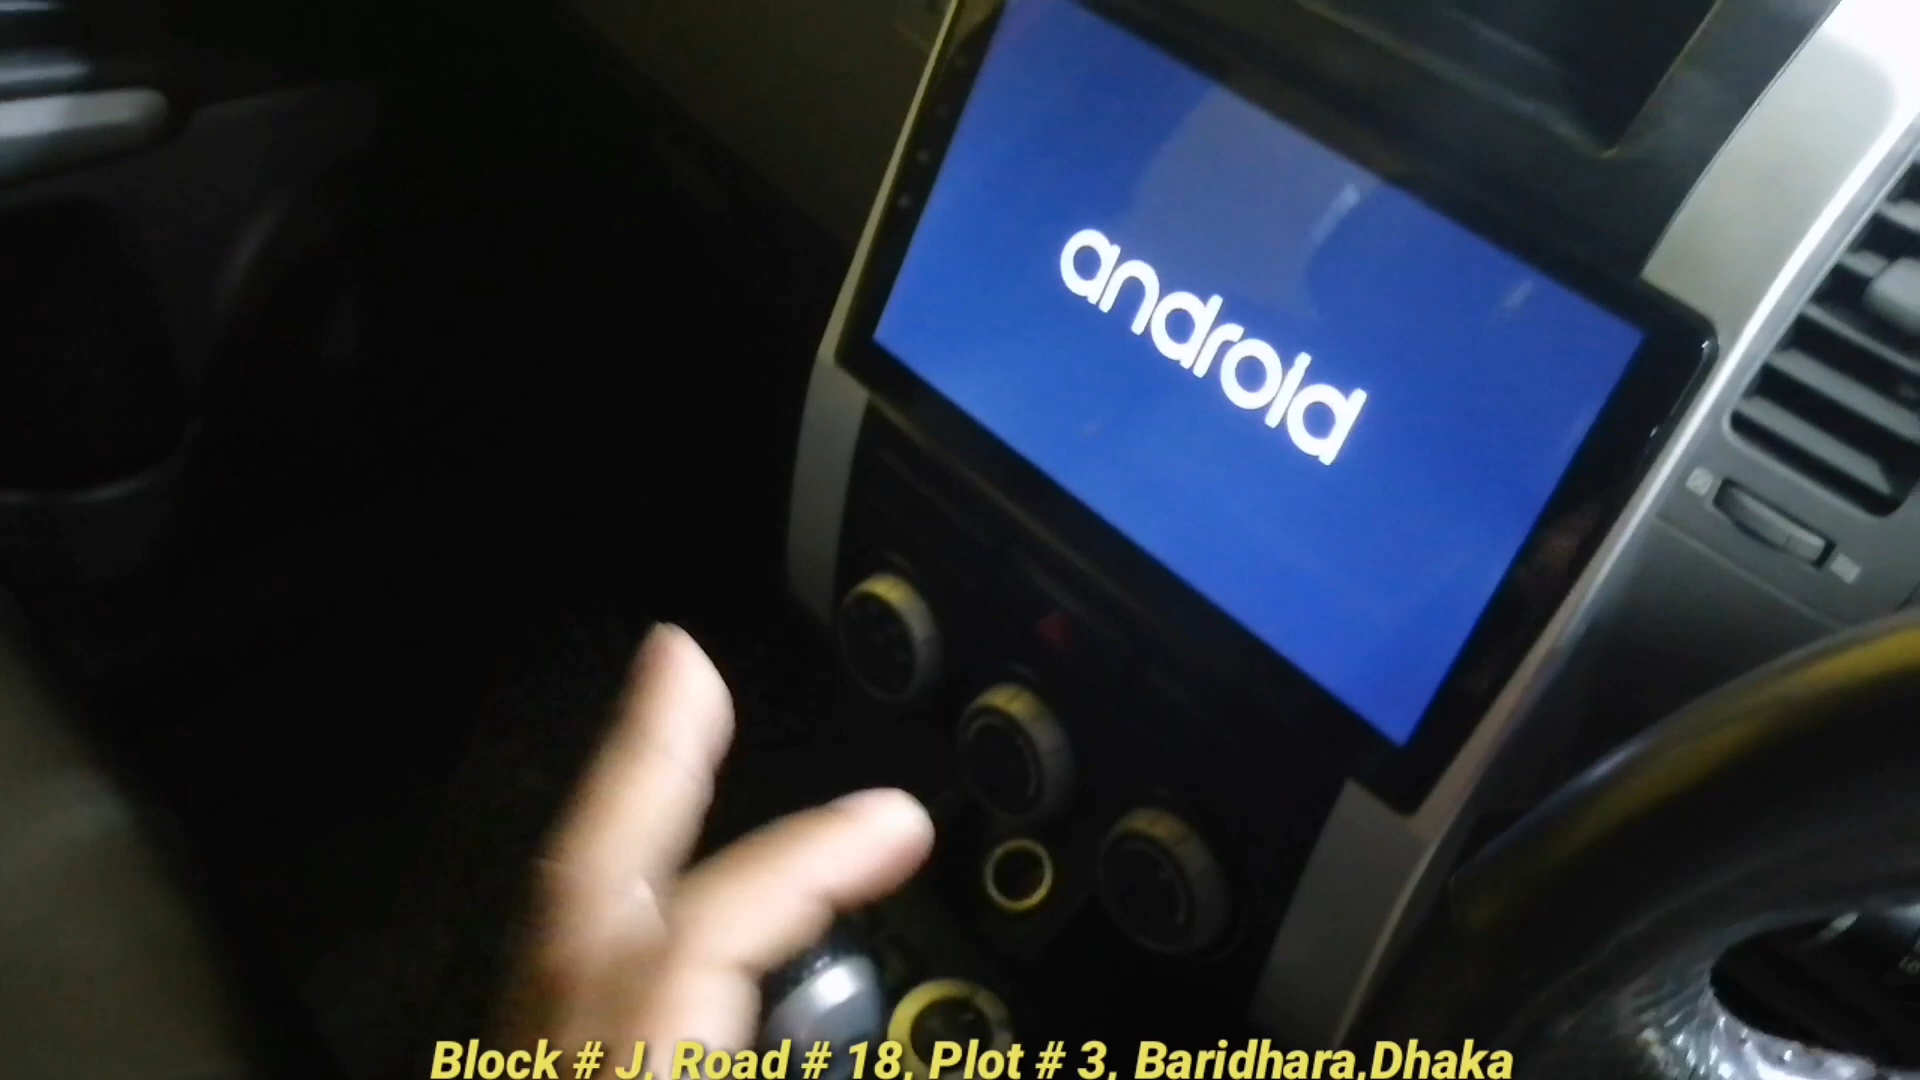 android
Block # J, Road # 18, Plot # 3, Baridhara,Dhaka